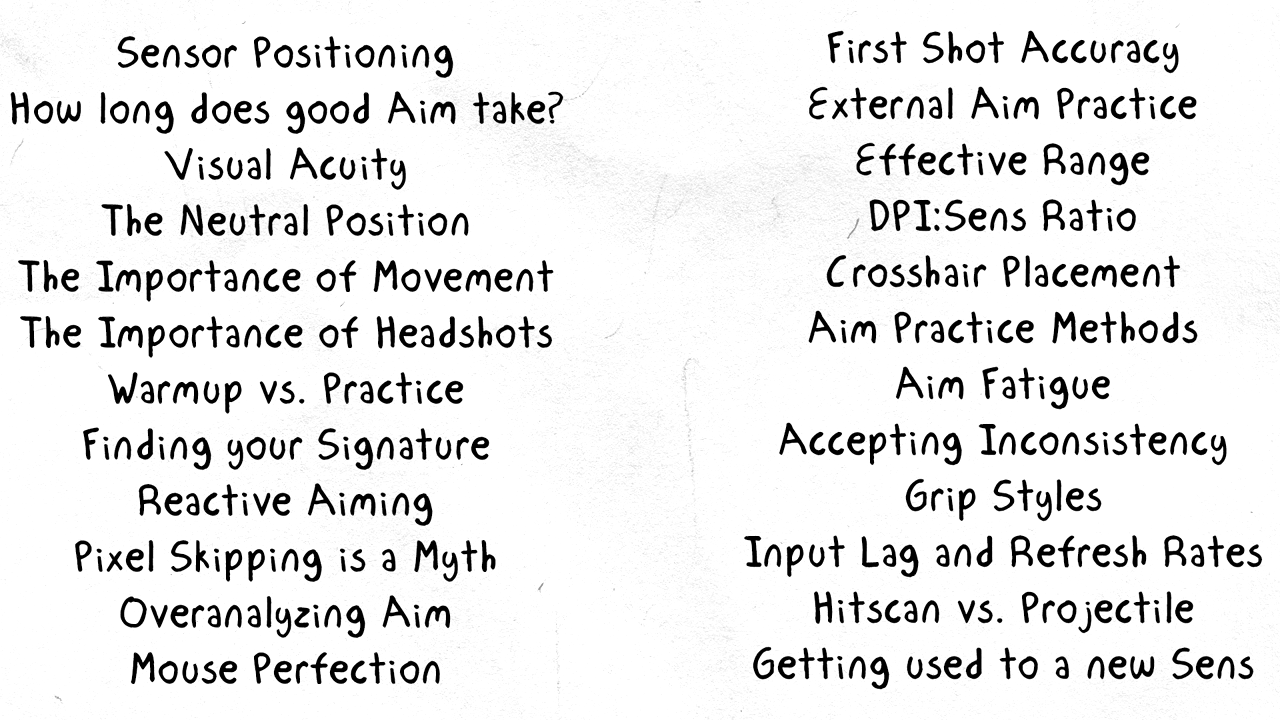 Sensor Positioning
How long does good Aim take?
Visual Acuity
The Neutral Position
The Importance of Movement
The Importance of Headshots
Warmup vs. Practice
Finding your Signature
Reactive Aiming
Pixel Skipping is a Myth
Overanalyzing Aim
Mouse Perfection
First Shot Accuracy
External Aim Practice
Effective Range
DPI:Sens Ratio
Crosshair Placement
Aim Practice Methods
Aim Fatigue
Accepting Inconsistency
Grip Styles
Input Lag and Refresh Rates
Hitscan vs. Projectile
Getting used to a new Sens